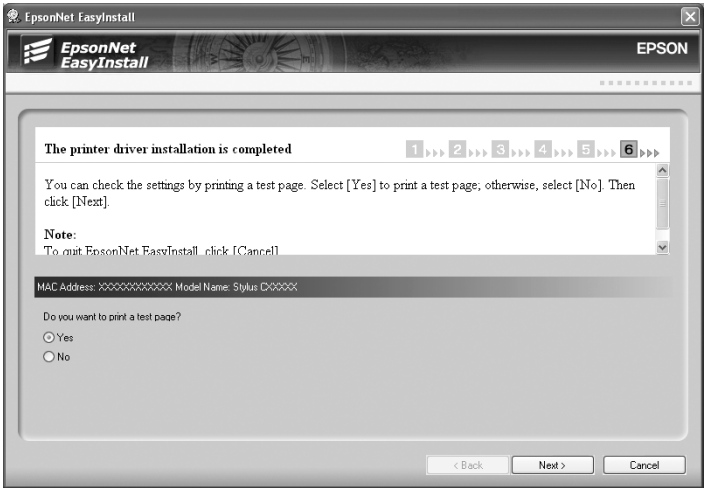 EpsonNet EasyInstall
EpsonNet
EasyInstall
EPSON
The printer driver installation is completed
1 2 3 4 5 6
You can check the settings by printing a test page. Select [Yes] to print a test page; otherwise, select [No]. Then
click [Next].
Note:
To quit EpsonNet EasyInstall, click [Cancel]
MAC Address: XXXXXXXXXXXX Model Name: Stylus CXXXXX
Do you want to print a test page?
Yes
No
< Back
Next >
Cancel